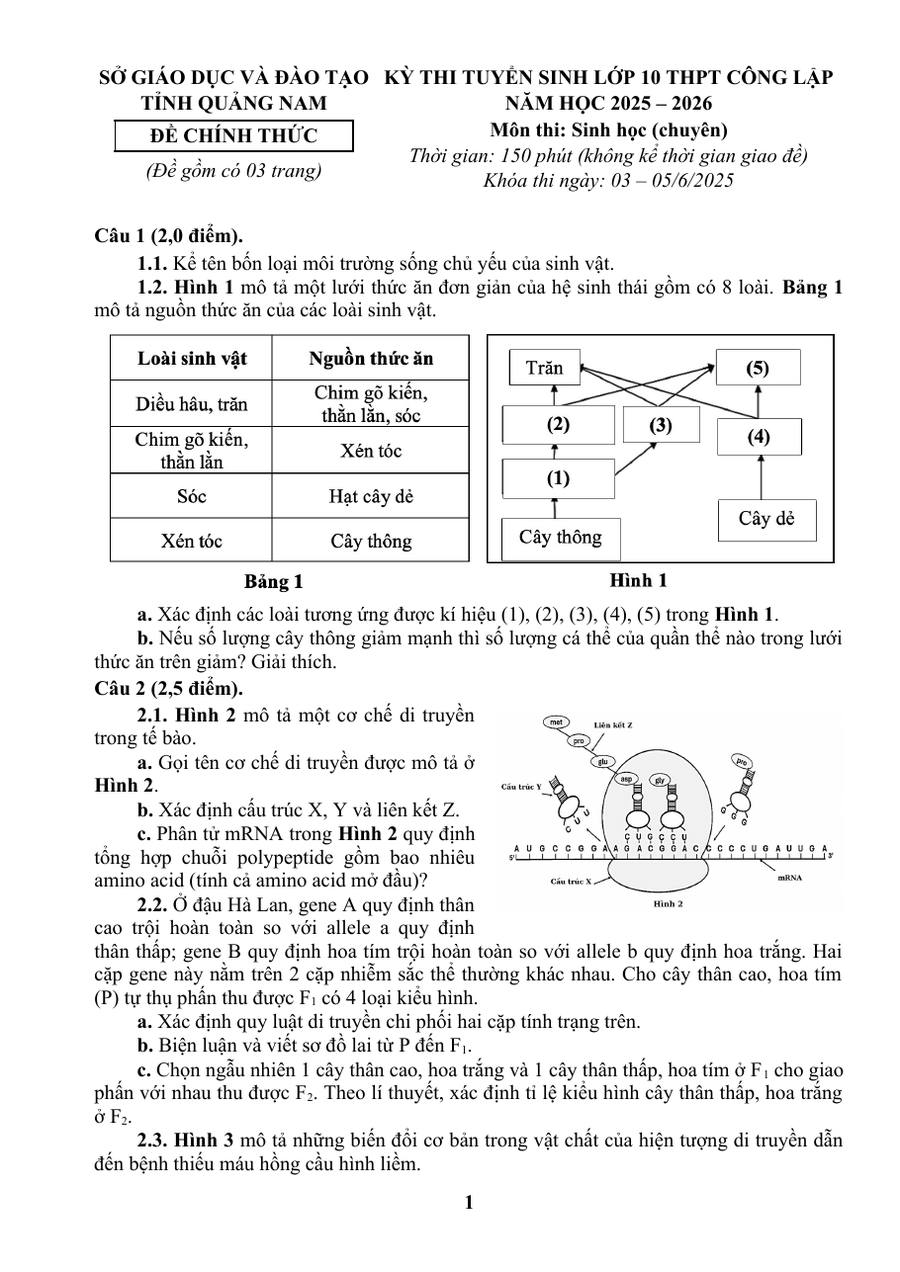 SỞ GIÁO DỤC VÀ ĐÀO TẠO
TỈNH QUẢNG NAM
ĐỀ CHÍNH THỨC
(Đề gồm có 03 trang)
KỲ THI TUYỂN SINH LỚP 10 THPT CÔNG LẬP
NĂM HỌC 2025 – 2026
Môn thi: Sinh học (chuyên)
Thời gian: 150 phút (không kể thời gian giao đề)
Khóa thi ngày: 03 – 05/6/2025
Câu 1 (2,0 điểm).
1.1. Kể tên bốn loại môi trường sống chủ yếu của sinh vật.
1.2. Hình 1 mô tả một lưới thức ăn đơn giản của hệ sinh thái gồm có 8 loài. Bảng 1
mô tả nguồn thức ăn của các loài sinh vật.
Loài sinh vật
Nguồn thức ăn
Diều hâu, trăn
Chim gõ kiến,
thằn lằn, sóc
Chim gõ kiến,
thằn lằn
Xén tóc
Sóc
Hạt cây dẻ
Xén tóc
Cây thông
Bảng 1
Trăn
(5)
(2)
(3)
(4)
(1)
Cây thông
Cây dẻ
Hình 1
a. Xác định các loài tương ứng được kí hiệu (1), (2), (3), (4), (5) trong Hình 1.
b. Nếu số lượng cây thông giảm mạnh thì số lượng cá thể của quần thể nào trong lưới
thức ăn trên giảm? Giải thích.
Câu 2 (2,5 điểm).
2.1. Hình 2 mô tả một cơ chế di truyền
trong tế bào.
a. Gọi tên cơ chế di truyền được mô tả ở
Hình 2.
b. Xác định cấu trúc X, Y và liên kết Z.
c. Phân tử mRNA trong Hình 2 quy định
tổng hợp chuỗi polypeptide gồm bao nhiêu
amino acid (tính cả amino acid mở đầu)?
met
Liên kết Z
pro
glu
asp
gly
pro
Cấu trúc Y
C U U
C U G C C U
G G G
A U G C C G G A A G A C G G A C C C C C U G A U U G A
5'
3'
Cấu trúc X
mRNA
Hình 2
2.2. Ở đậu Hà Lan, gene A quy định thân
cao trội hoàn toàn so với allele a quy định
thân thấp; gene B quy định hoa tím trội hoàn toàn so với allele b quy định hoa trắng. Hai
cặp gene này nằm trên 2 cặp nhiễm sắc thể thường khác nhau. Cho cây thân cao, hoa tím
(P) tự thụ phấn thu được F₁ có 4 loại kiểu hình.
a. Xác định quy luật di truyền chi phối hai cặp tính trạng trên.
b. Biện luận và viết sơ đồ lai từ P đến F₁.
c. Chọn ngẫu nhiên 1 cây thân cao, hoa trắng và 1 cây thân thấp, hoa tím ở F₁ cho giao
phấn với nhau thu được F₂. Theo lí thuyết, xác định tỉ lệ kiểu hình cây thân thấp, hoa trắng
ở F₂.
2.3. Hình 3 mô tả những biến đổi cơ bản trong vật chất của hiện tượng di truyền dẫn
đến bệnh thiếu máu hồng cầu hình liềm.
1